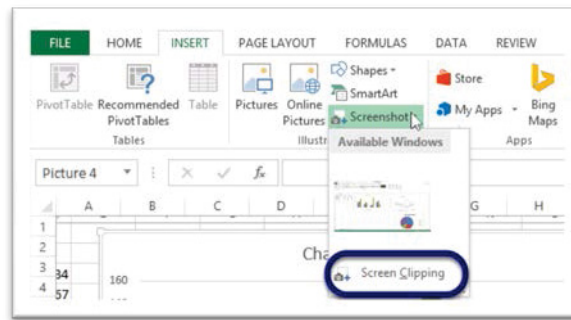 FILE HOME INSERT PAGE LAYOUT FORMULAS DATA REVIEW
PivotTable Recommended PivotTables Table
Tables
Pictures Online Pictures
Shapes
SmartArt
Screenshot
Illustr
Store
My Apps
Bing Maps
Apps
Available Windows
Screen Clipping
Picture 4 fx
A B C D G H
1
2 Cha
3 34
160
4 57